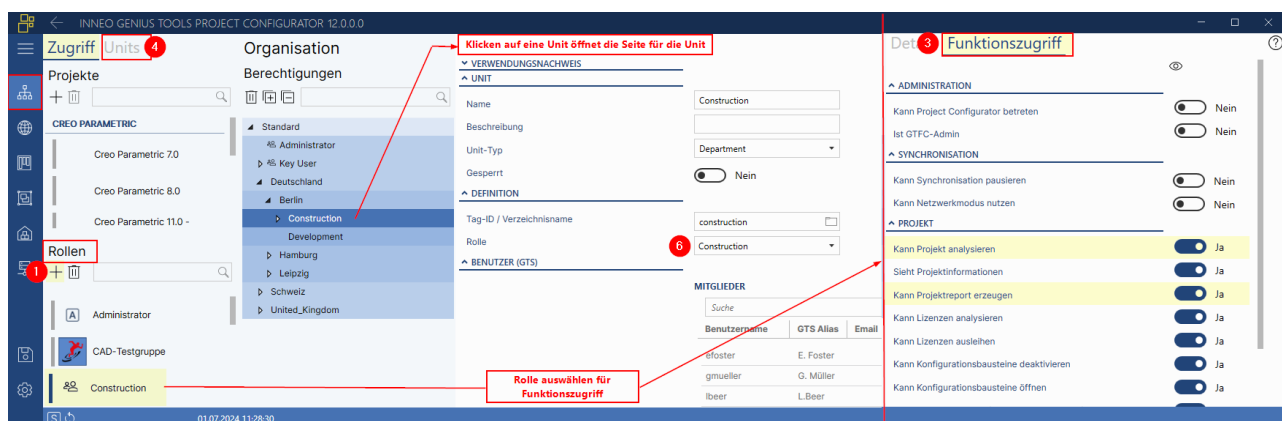 INNEO GENIUS TOOLS PROJECT CONFIGURATOR 12.0.0.0
Zugriff Units 4
Projekte
CREO PARAMETRIC
Creo Parametric 7.0
Creo Parametric 8.0
Creo Parametric 11.0 -
Rollen
1
Administrator
CAD-Testgruppe
Construction
Organisation
Berechtigungen
Standard
Administrator
Key User
Deutschland
Berlin
Construction
Development
Hamburg
Leipzig
Schweiz
United_Kingdom
Klicken auf eine Unit öffnet die Seite für die Unit
VERWENDUNGSNACHWEIS
UNIT
Name Construction
Beschreibung
Unit-Typ Department
Gesperrt Nein
DEFINITION
Tag-ID / Verzeichnisname construction
Rolle 6 Construction
BENUTZER (GTS)
MITGLIEDER
Suche
Benutzername GTS Alias Email
efoster E. Foster
gmueller G. Müller
lbeer L.Beer
Rolle auswählen für
Funktionszugriff
Det 3 Funktionszugriff
ADMINISTRATION
Kann Project Configurator betreten Nein
Ist GTFC-Admin Nein
SYNCHRONISATION
Kann Synchronisation pausieren Nein
Kann Netzwerkmodus nutzen Nein
PROJEKT
Kann Projekt analysieren Ja
Sieht Projektinformationen Ja
Kann Projektreport erzeugen Ja
Kann Lizenzen analysieren Ja
Kann Lizenzen ausleihen Ja
Kann Konfigurationsbausteine deaktivieren Ja
Kann Konfigurationsbausteine öffnen Ja
S 01.07.2024 11:28:30